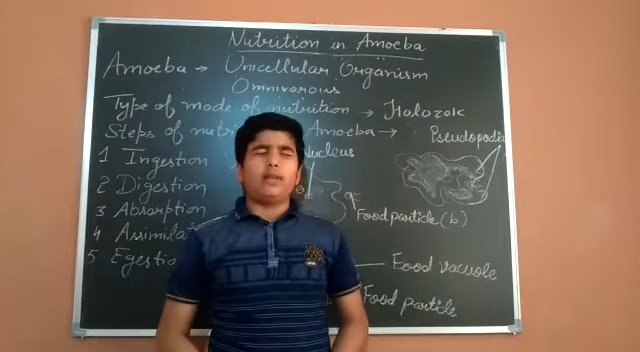 Nutrition in Amoeba
Amoeba → Unicellular Organism
Omnivorous
Type of mode of nutrition → Holozoic
Steps of nutri Amoeba →
Pseudopodia
1 Ingestion
Nucleus
2 Digestion
3 Absorption
Food particle (b)
4 Assimila
5 Egestio
Food vacuole
Food particle